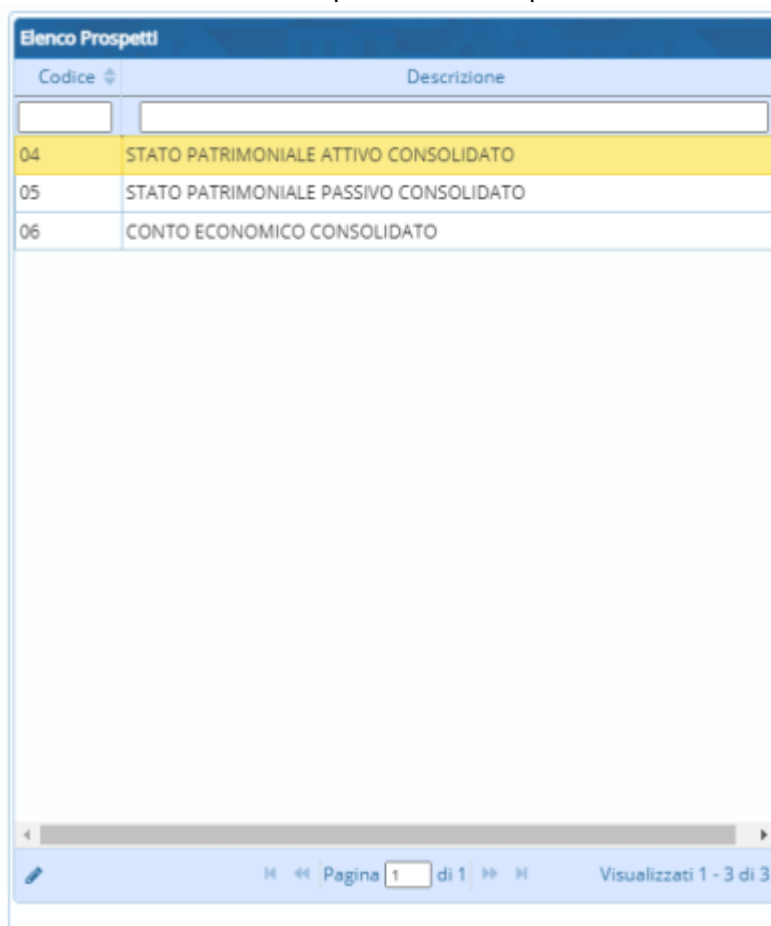 Elenco Prospetti
Codice Descrizione
04 STATO PATRIMONIALE ATTIVO CONSOLIDATO
05 STATO PATRIMONIALE PASSIVO CONSOLIDATO
06 CONTO ECONOMICO CONSOLIDATO
Pagina 1 di 1 Visualizzati 1 - 3 di 3